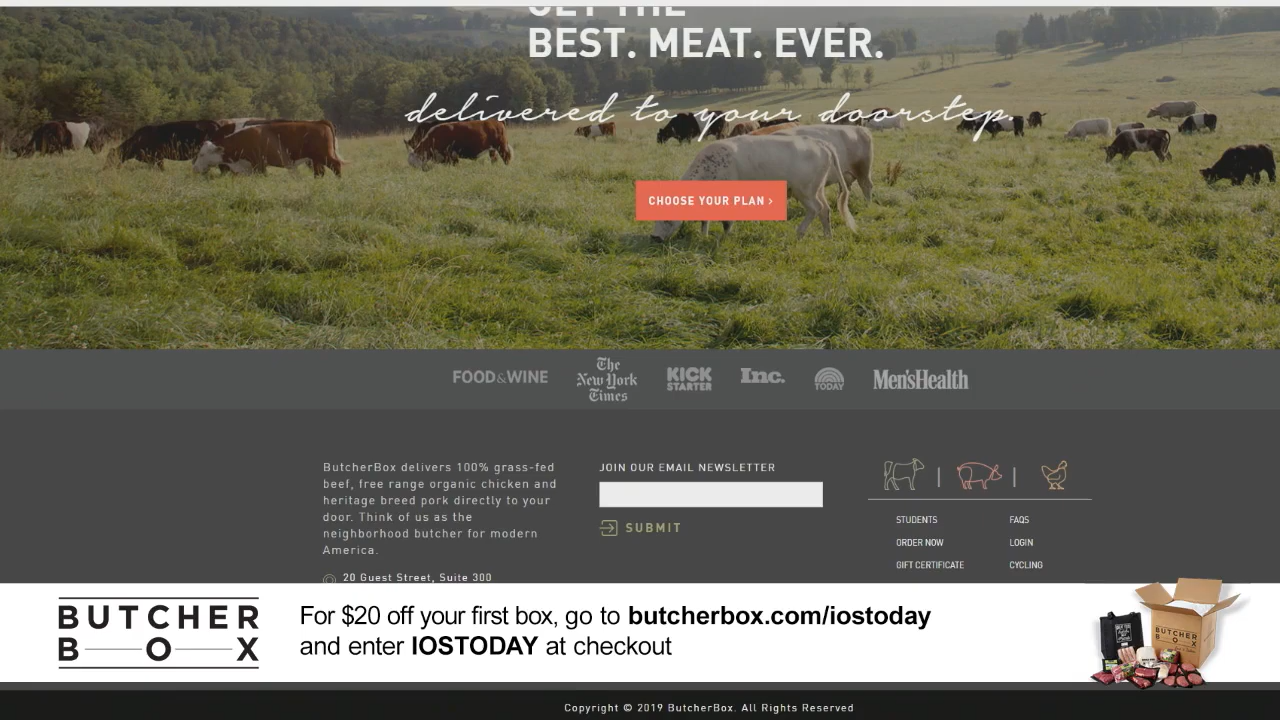 GET THE
BEST. MEAT. EVER.
delivered to your doorstep.
CHOOSE YOUR PLAN >
FOOD & WINE
The New York Times
KICK STARTER
Inc.
TODAY
Men'sHealth
ButcherBox delivers 100% grass-fed
beef, free range organic chicken and
heritage breed pork directly to your
door. Think of us as the
neighborhood butcher for modern
America.
20 Guest Street, Suite 300
JOIN OUR EMAIL NEWSLETTER
SUBMIT
STUDENTS
ORDER NOW
GIFT CERTIFICATE
FAQS
LOGIN
CYCLING
BUTCHER
BOX
For $20 off your first box, go to butcherbox.com/iostoday
and enter IOSTODAY at checkout
BUTCHER
BOX
Copyright © 2019 ButcherBox. All Rights Reserved